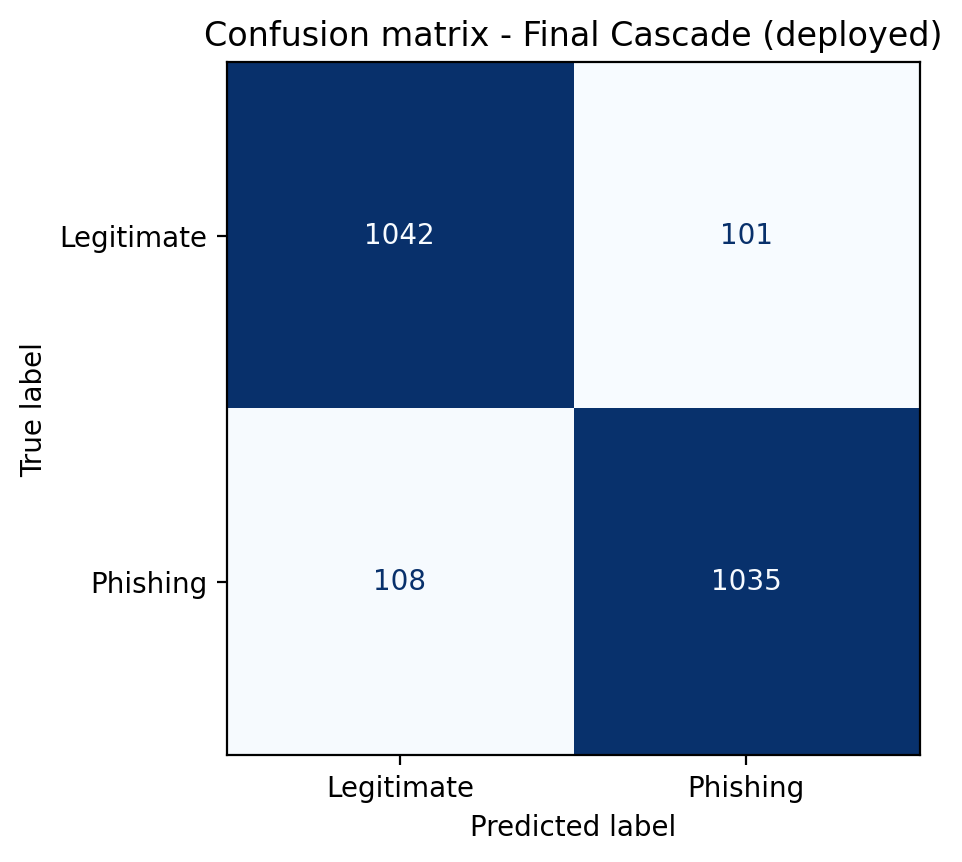 Confusion matrix - Final Cascade (deployed)
Legitimate
1042
101
True label
Phishing
108
1035
Legitimate
Phishing
Predicted label